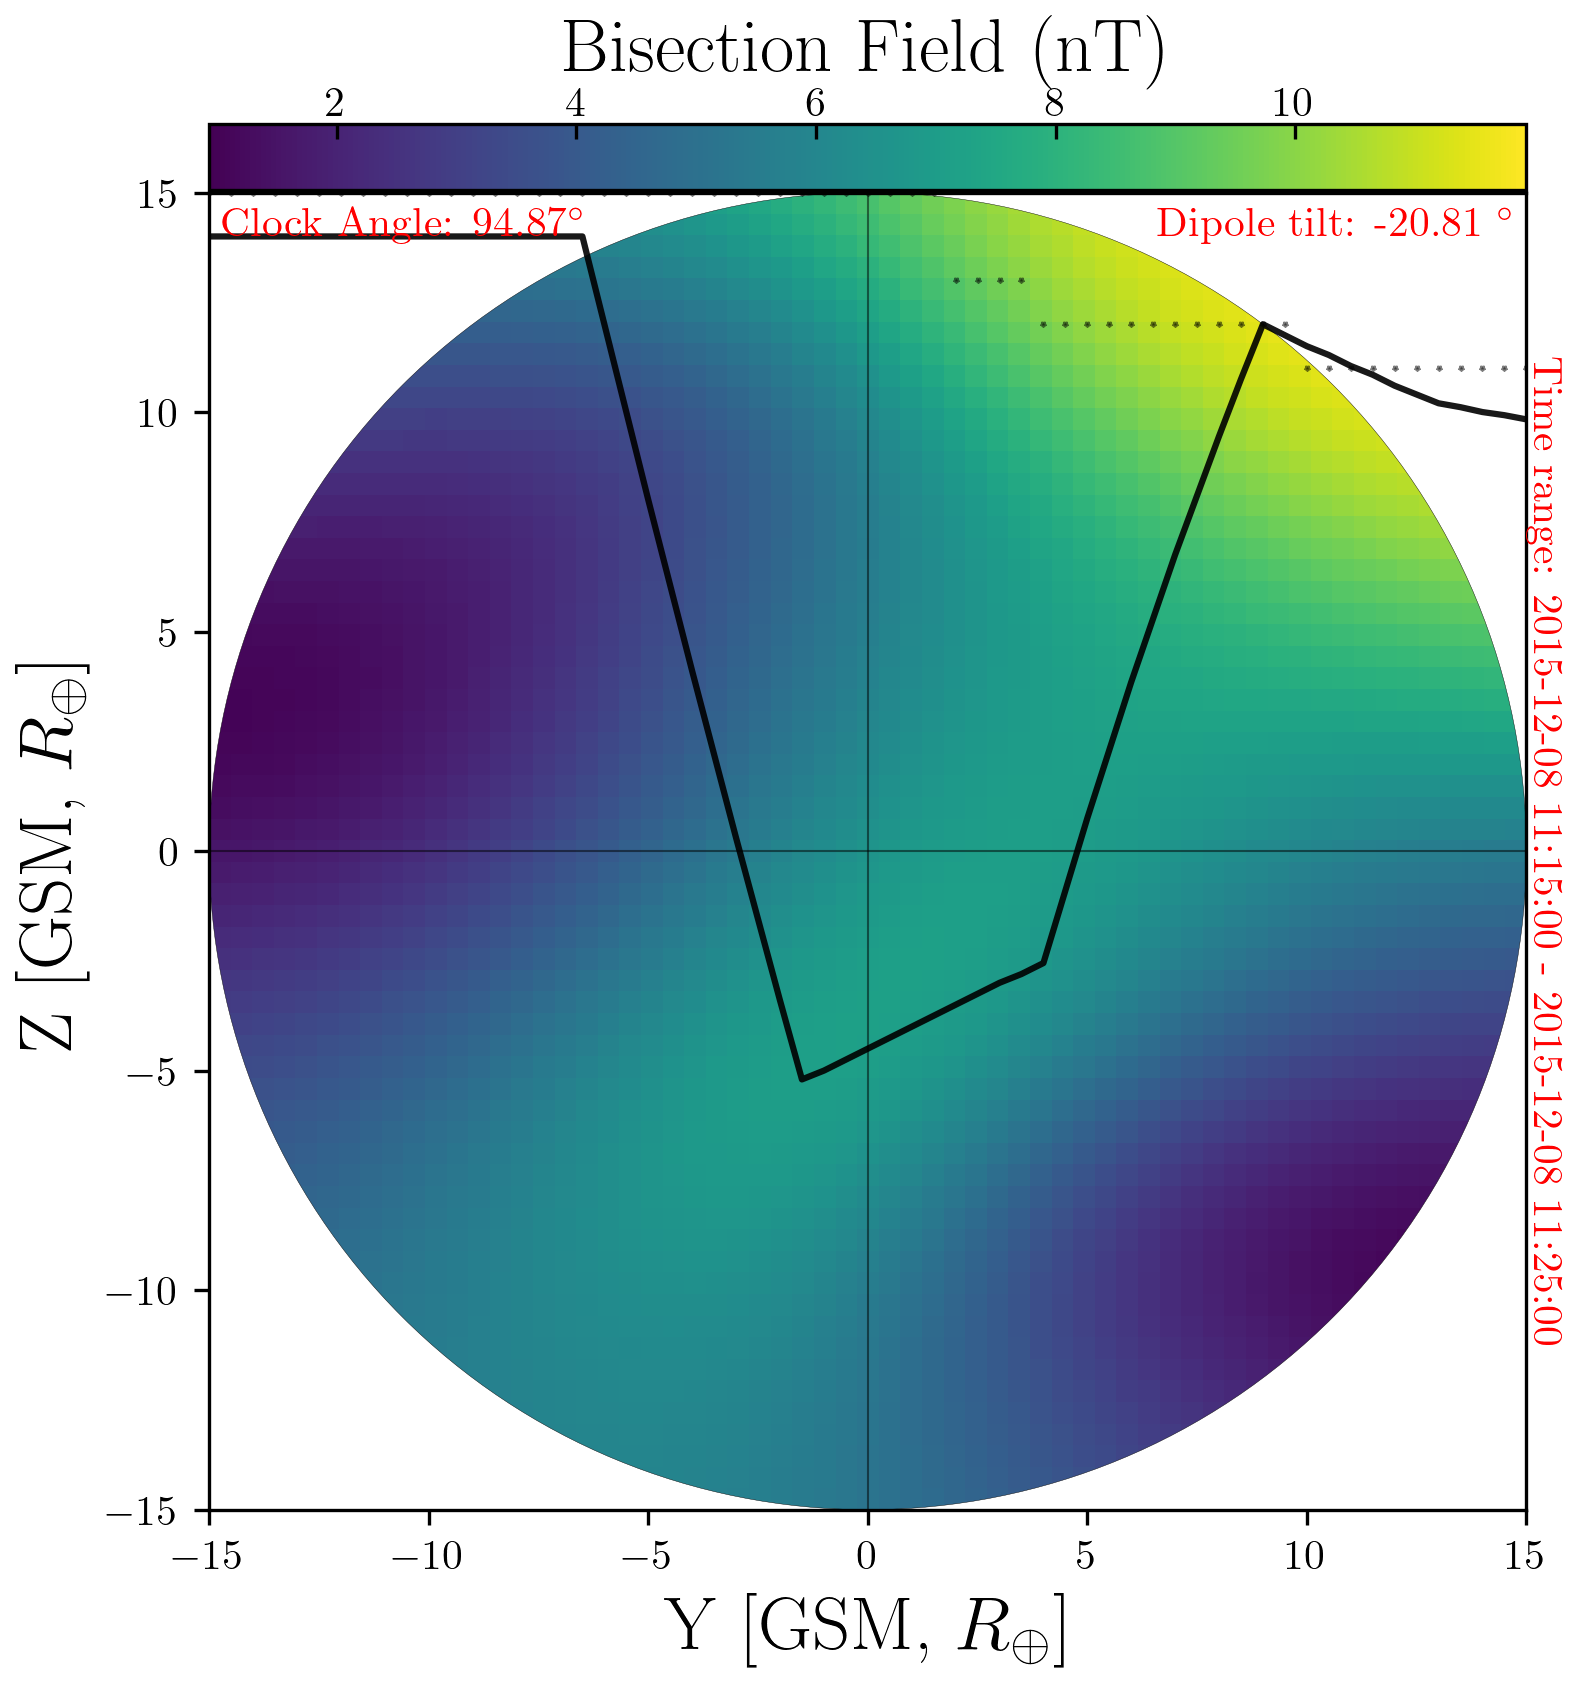 Bisection Field (nT)
2 4 6 8 10
Clock Angle: 94.87°
Dipole tilt: -20.81 °
15
10
5
0
−5
−10
−15
Z [GSM, R⊕]
Time range: 2015-12-08 11:15:00 - 2015-12-08 11:25:00
−15 −10 −5 0 5 10 15
Y [GSM, R⊕]